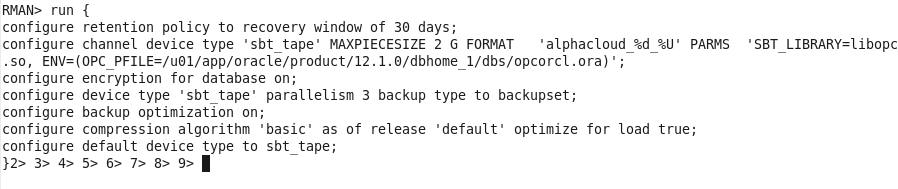 RMAN> run {
configure retention policy to recovery window of 30 days;
configure channel device type 'sbt_tape' MAXPIECESIZE 2 G FORMAT   'alphacloud_%d_%U' PARMS  'SBT_LIBRARY=libopc
.so, ENV=(OPC_PFILE=/u01/app/oracle/product/12.1.0/dbhome_1/dbs/opcorcl.ora)';
configure encryption for database on;
configure device type 'sbt_tape' parallelism 3 backup type to backupset;
configure backup optimization on;
configure compression algorithm 'basic' as of release 'default' optimize for load true;
configure default device type to sbt_tape;
}2> 3> 4> 5> 6> 7> 8> 9>